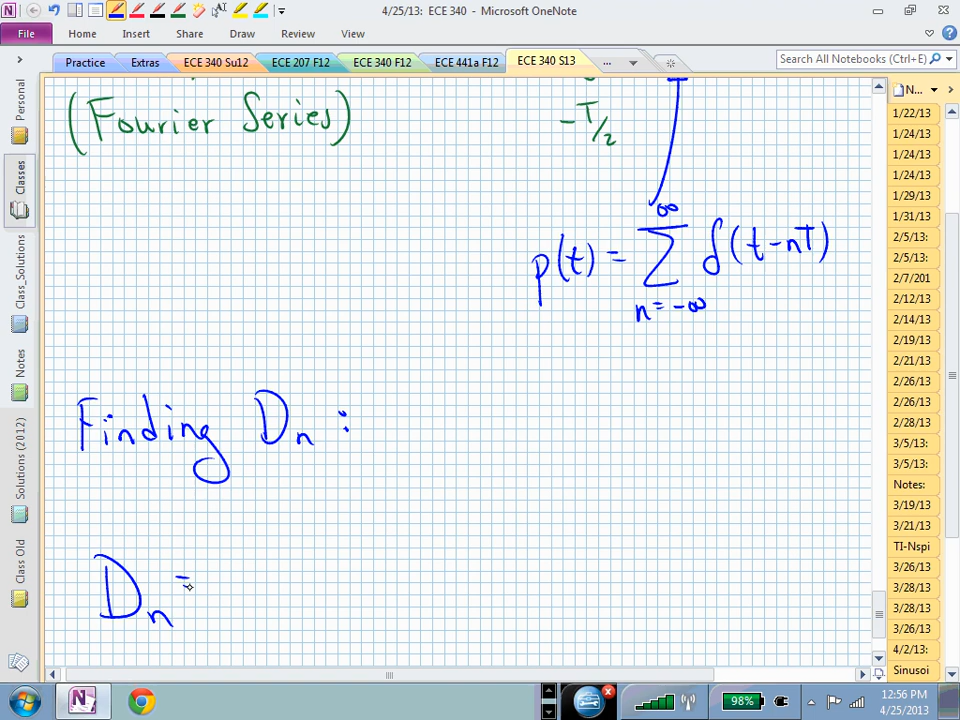 4/25/13: ECE 340 - Microsoft OneNote
File Home Insert Share Draw Review View
Practice Extras ECE 340 Su12 ECE 207 F12 ECE 340 F12 ECE 441a F12 ECE 340 S13 ...
Search All Notebooks (Ctrl+E)
Personal
Classes
Class_Solutions
Notes
Solutions (2012)
Class Old
(Fourier Series)
-T/2
p(t) = ∑ δ(t-nT)
∞
n=-∞
Finding Dn:
Dn =
N...
1/22/13
1/24/13
1/24/13
1/24/13
1/29/13
1/31/13
2/5/13:
2/5/13:
2/7/201
2/12/13
2/14/13
2/19/13
2/21/13
2/26/13
2/26/13
2/28/13
3/5/13:
3/5/13:
Notes:
3/19/13
3/21/13
TI-Nspi
3/26/13
3/28/13
3/28/13
3/26/13
4/2/13:
Sinusoi
98%
12:56 PM
4/25/2013